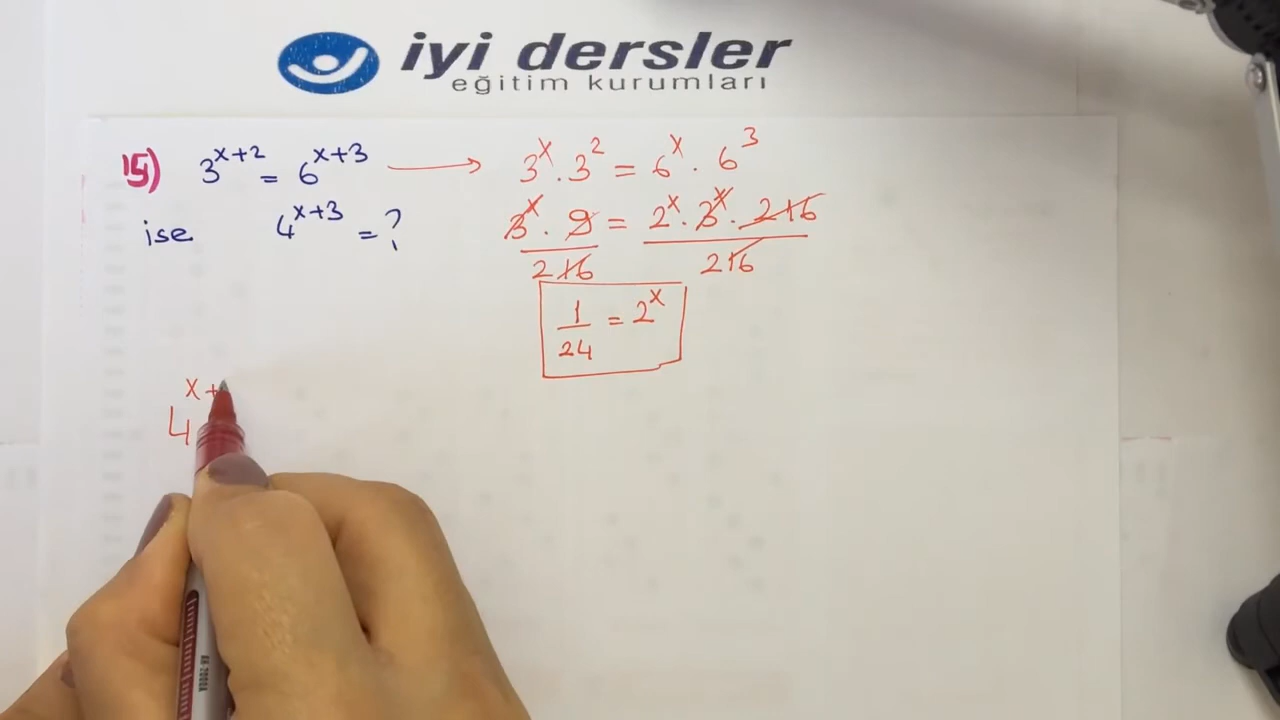 iyi dersler
eğitim kurumları
15) 3^{x+2} = 6^{x+3} → 3^x . 3^2 = 6^x . 6^3
ise 4^{x+3} = ?
3^x . 9 / 216 = 2^x . 3^x . 216 / 216
1/24 = 2^x
4^{x+